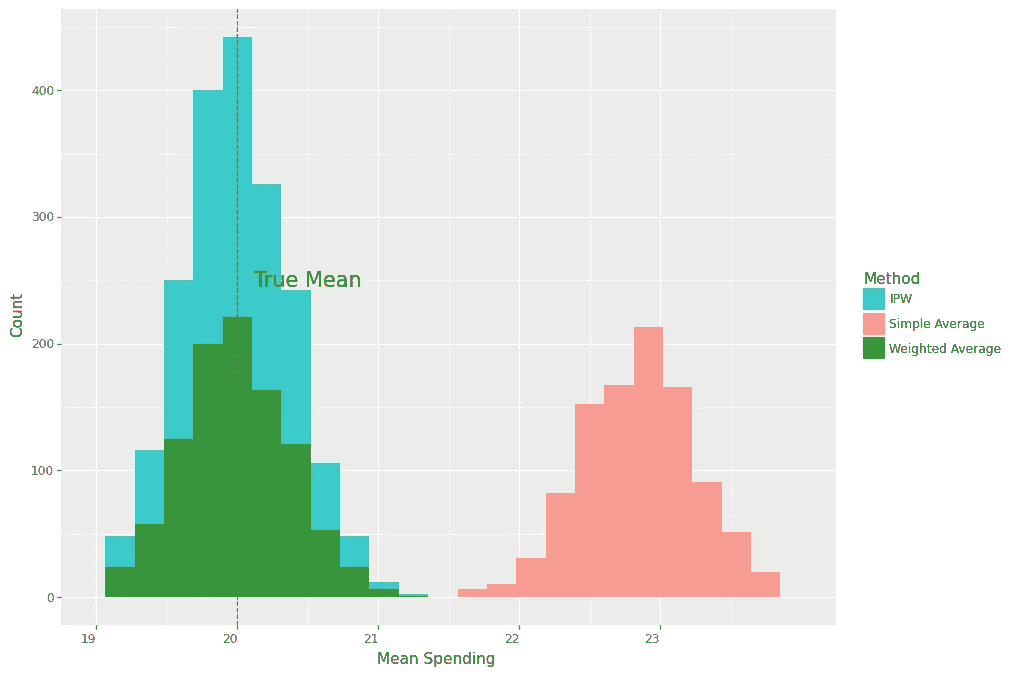 400
300
200
100
0
Count
True Mean
19
20
21
22
23
Mean Spending
Method
IPW
Simple Average
Weighted Average